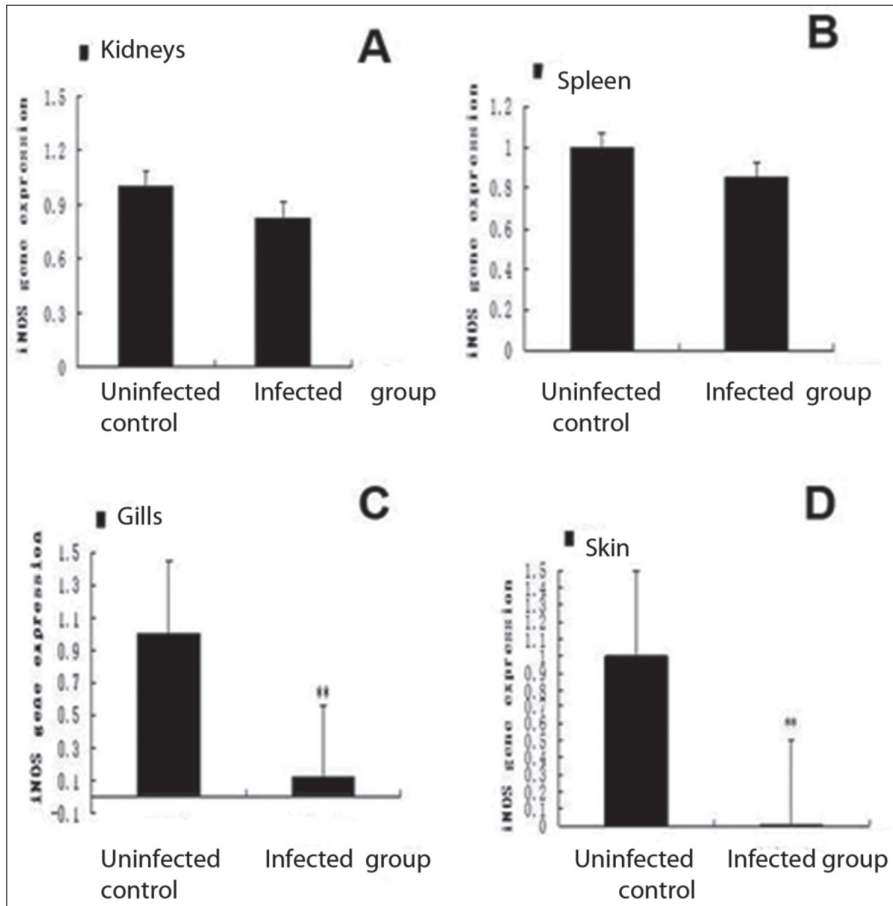 A
Kidneys
iNOS gene expression
1.5
1.2
0.9
0.6
0.3
0
Uninfected control
Infected group
B
Spleen
iNOS gene expression
1.2
1
0.8
0.6
0.4
0.2
0
Uninfected control
Infected group
C
Gills
iNOS gene expression
1.5
1.3
1.1
0.9
0.7
0.5
0.3
0.1
-0.1
**
Uninfected control
Infected group
D
Skin
iNOS gene expression
0.1
0
**
Uninfected control
Infected group